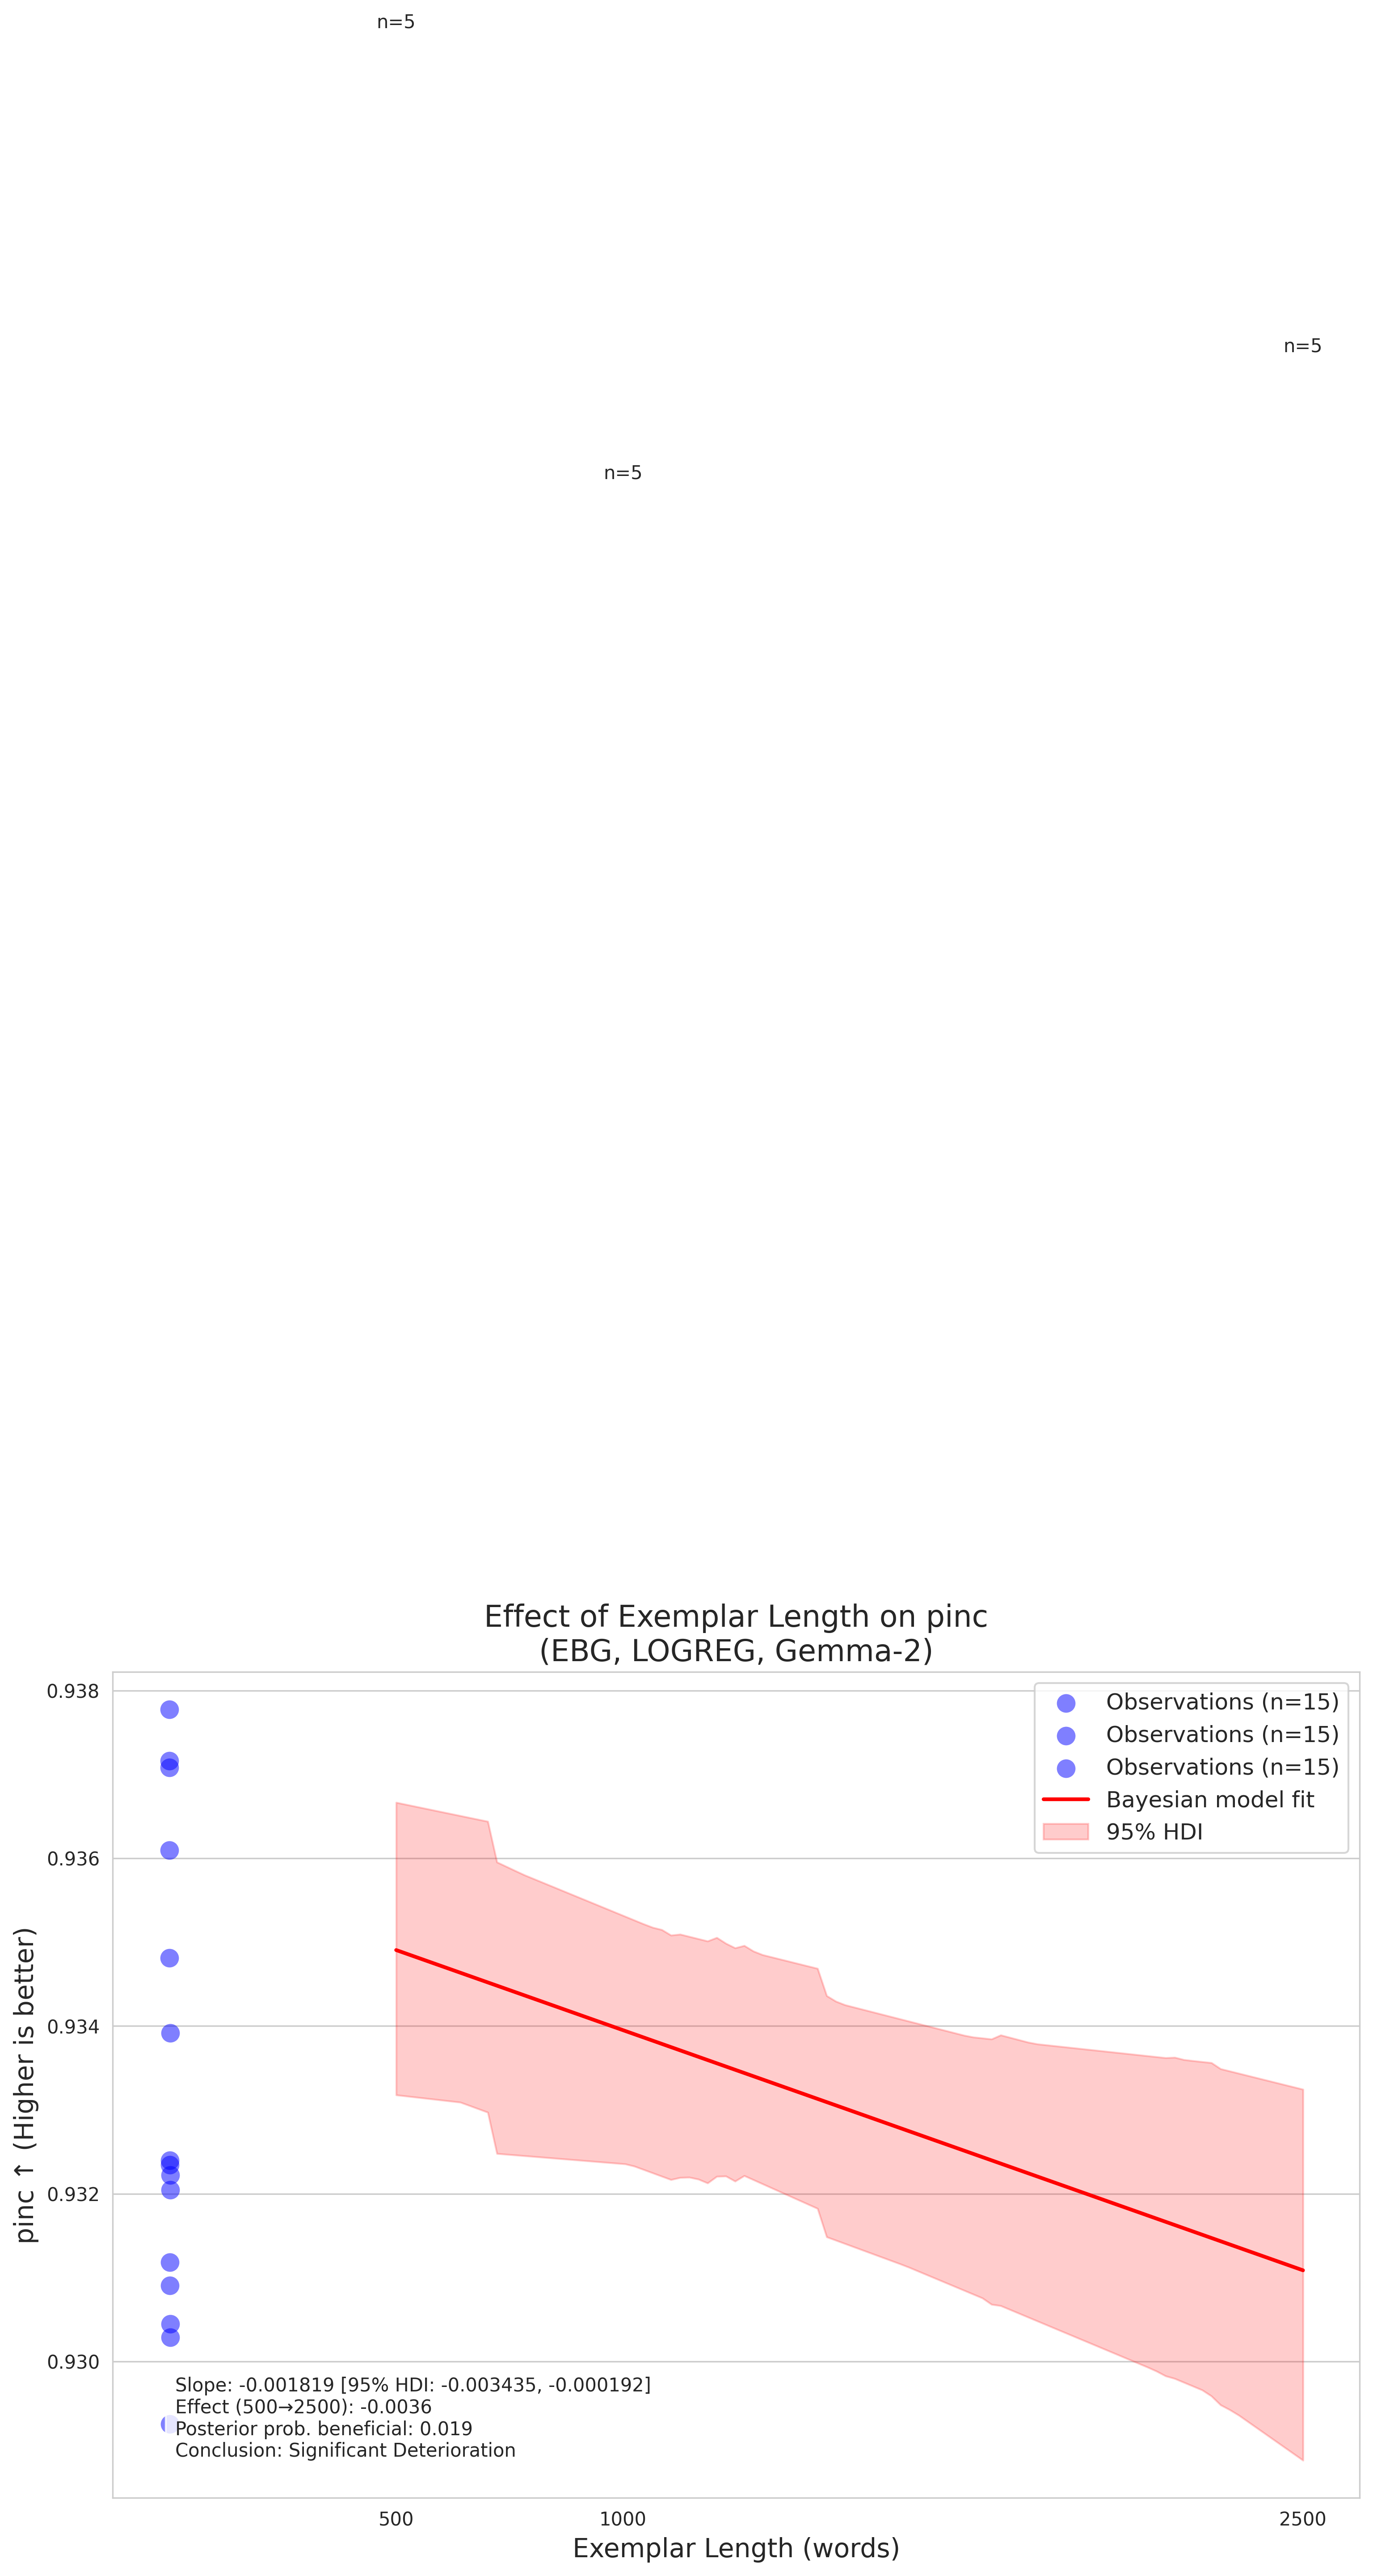 n=5
n=5
n=5
Effect of Exemplar Length on pinc
(EBG, LOGREG, Gemma-2)
0.938
0.936
0.934
0.932
0.930
pinc ↑ (Higher is better)
Observations (n=15)
Observations (n=15)
Observations (n=15)
Bayesian model fit
95% HDI
Slope: -0.001819 [95% HDI: -0.003435, -0.000192]
Effect (500→2500): -0.0036
Posterior prob. beneficial: 0.019
Conclusion: Significant Deterioration
500
1000
2500
Exemplar Length (words)